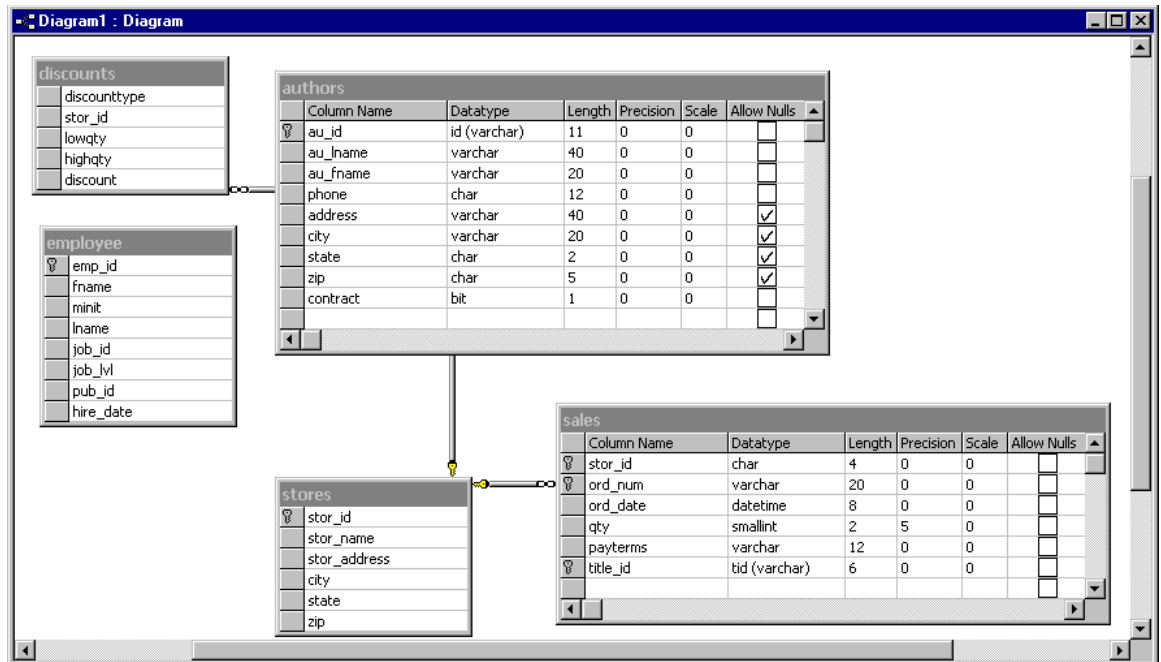 Diagram1 : Diagram
discounts
discounttype
stor_id
lowqty
highqty
discount
employee
emp_id
fname
minit
lname
job_id
job_lvl
pub_id
hire_date
authors
Column Name Datatype Length Precision Scale Allow Nulls
au_id id (varchar) 11 0 0
au_lname varchar 40 0 0
au_fname varchar 20 0 0
phone char 12 0 0
address varchar 40 0 0
city varchar 20 0 0
state char 2 0 0
zip char 5 0 0
contract bit 1 0 0
stores
stor_id
stor_name
stor_address
city
state
zip
sales
Column Name Datatype Length Precision Scale Allow Nulls
stor_id char 4 0 0
ord_num varchar 20 0 0
ord_date datetime 8 0 0
qty smallint 2 5 0
payterms varchar 12 0 0
title_id tid (varchar) 6 0 0